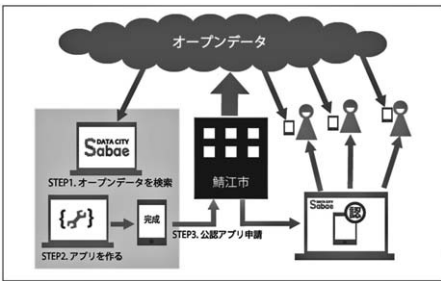 オープンデータ
DATA CITY
Sabae
STEP1. オープンデータを検索
鯖江市
{ }
完成
STEP2. アプリを作る
STEP3. 公認アプリ申請
DATA CITY
Sabae
認